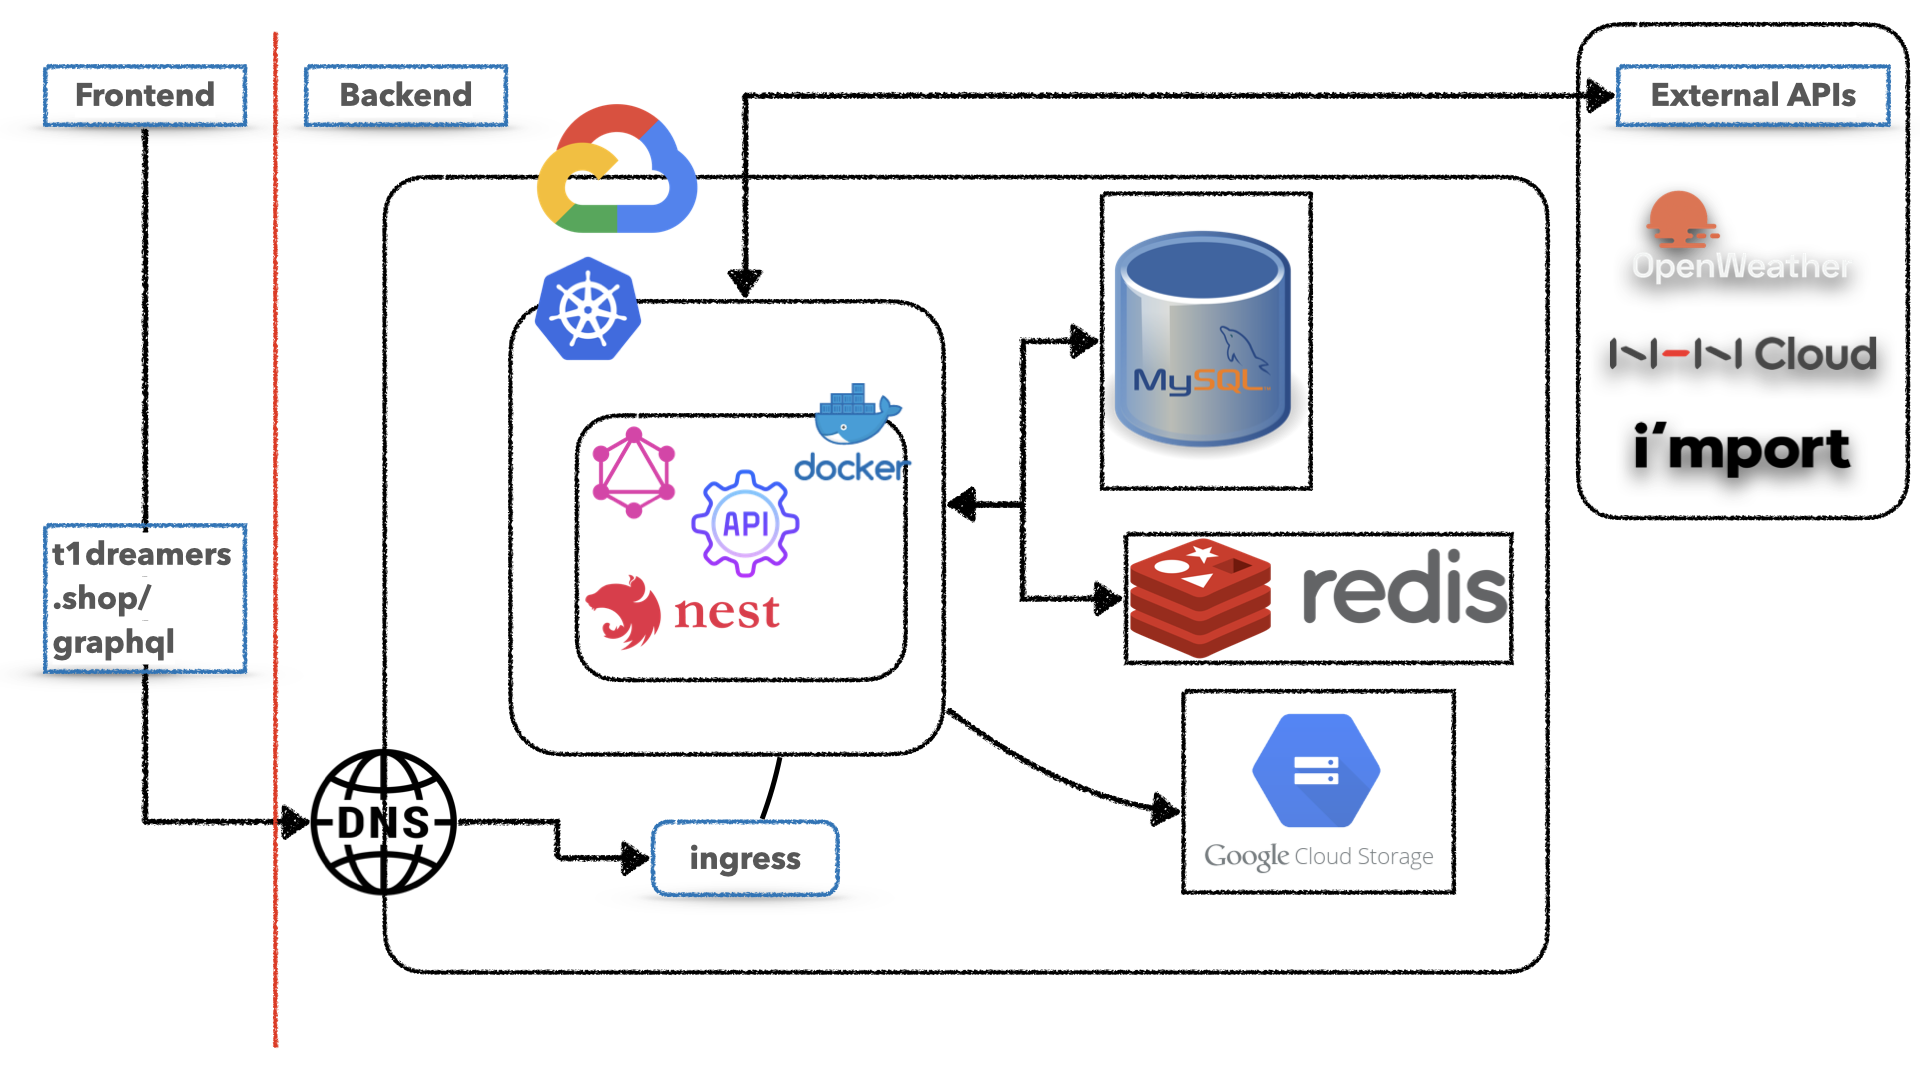 Frontend
Backend
External APIs
OpenWeather
N-N Cloud
i'mport
MySQL
docker
API
nest
redis
t1dreamers
.shop/
graphql
DNS
ingress
Google Cloud Storage